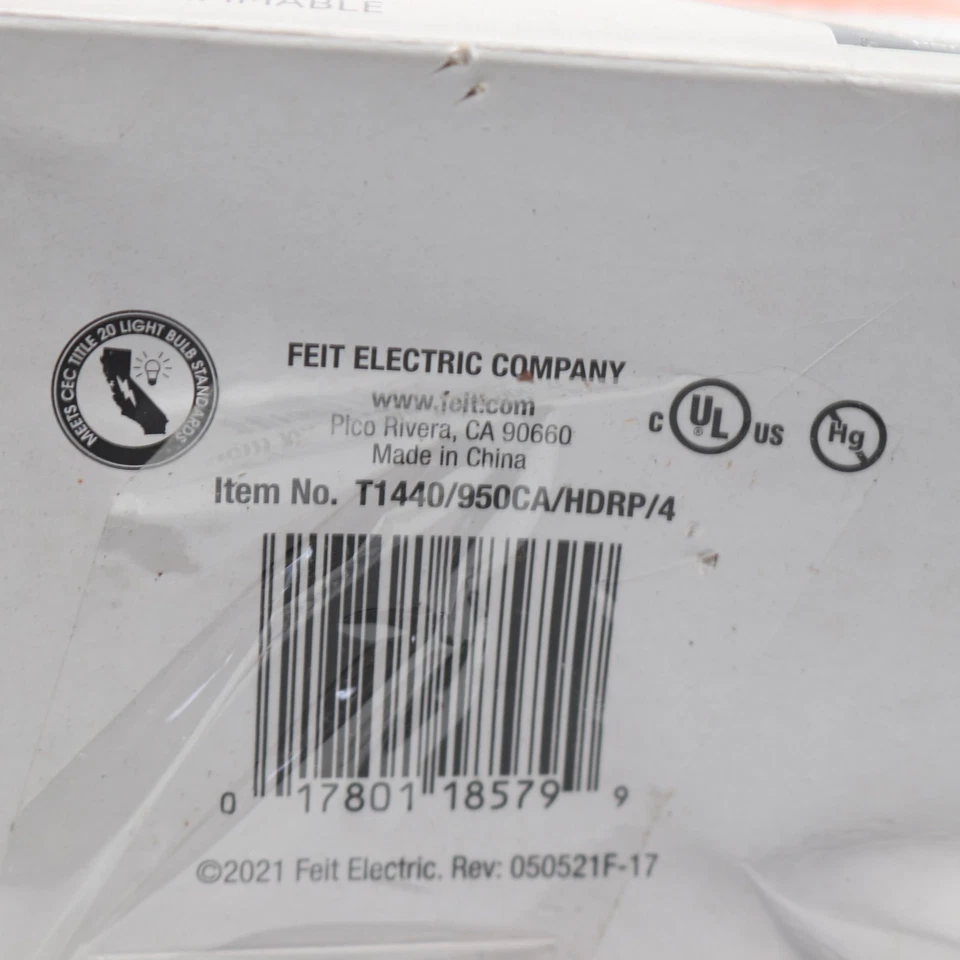 MEETS CEC TITLE 20 LIGHT BULB STANDARDS
FEIT ELECTRIC COMPANY
www.feit.com
Pico Rivera, CA 90660
Made in China
C UL® US
Hg
Item No. T1440/950CA/HDRP/4
0 17801 18579 9
©2021 Feit Electric. Rev: 050521F-17